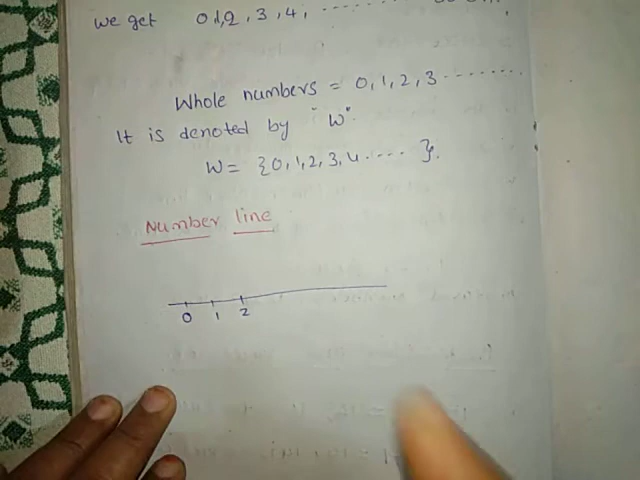 we get 0,1,2,3,4, ........
Whole numbers = 0,1,2,3 ........
It is denoted by "W".
W = {0,1,2,3,4.....}.
Number line
0 1 2